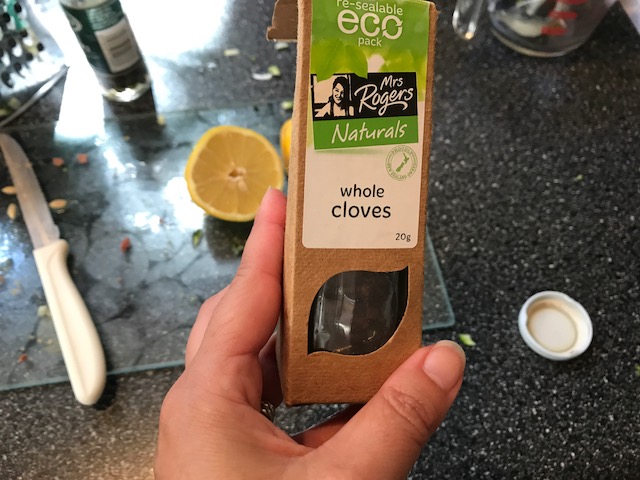 re-sealable
eco
pack
Mrs
Rogers
Naturals
whole
cloves
20g